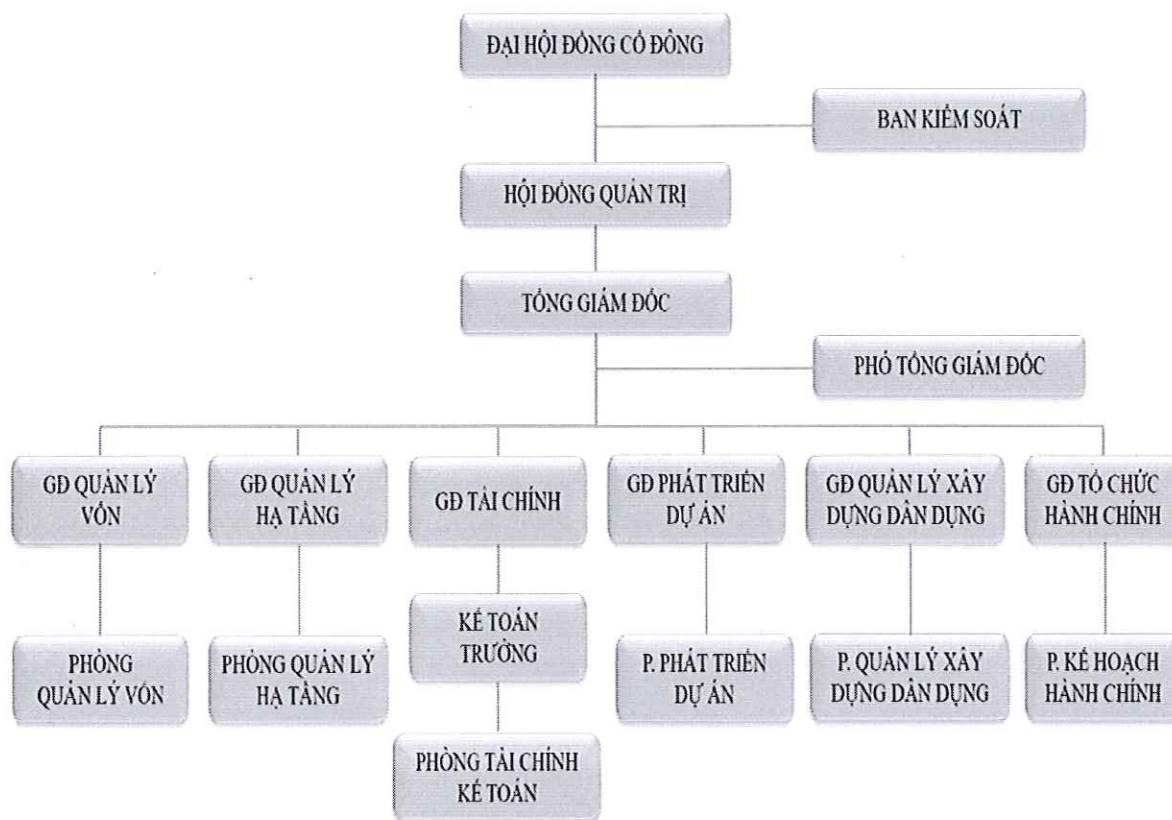 ĐẠI HỘI ĐỒNG CỔ ĐÔNG
BAN KIỂM SOÁT
HỘI ĐỒNG QUẢN TRỊ
TỔNG GIÁM ĐỐC
PHÓ TỔNG GIÁM ĐỐC
GĐ QUẢN LÝ
VỐN
GĐ QUẢN LÝ
HẠ TẦNG
GĐ TÀI CHÍNH
GĐ PHÁT TRIỂN
DỰ ÁN
GĐ QUẢN LÝ XÂY
DỰNG DÂN DỤNG
GĐ TỔ CHỨC
HÀNH CHÍNH
KẾ TOÁN
TRƯỞNG
PHÒNG
QUẢN LÝ VỐN
PHÒNG QUẢN LÝ
HẠ TẦNG
P. PHÁT TRIỂN
DỰ ÁN
P. QUẢN LÝ XÂY
DỰNG DÂN DỤNG
P. KẾ HOẠCH
HÀNH CHÍNH
PHÒNG TÀI CHÍNH
KẾ TOÁN